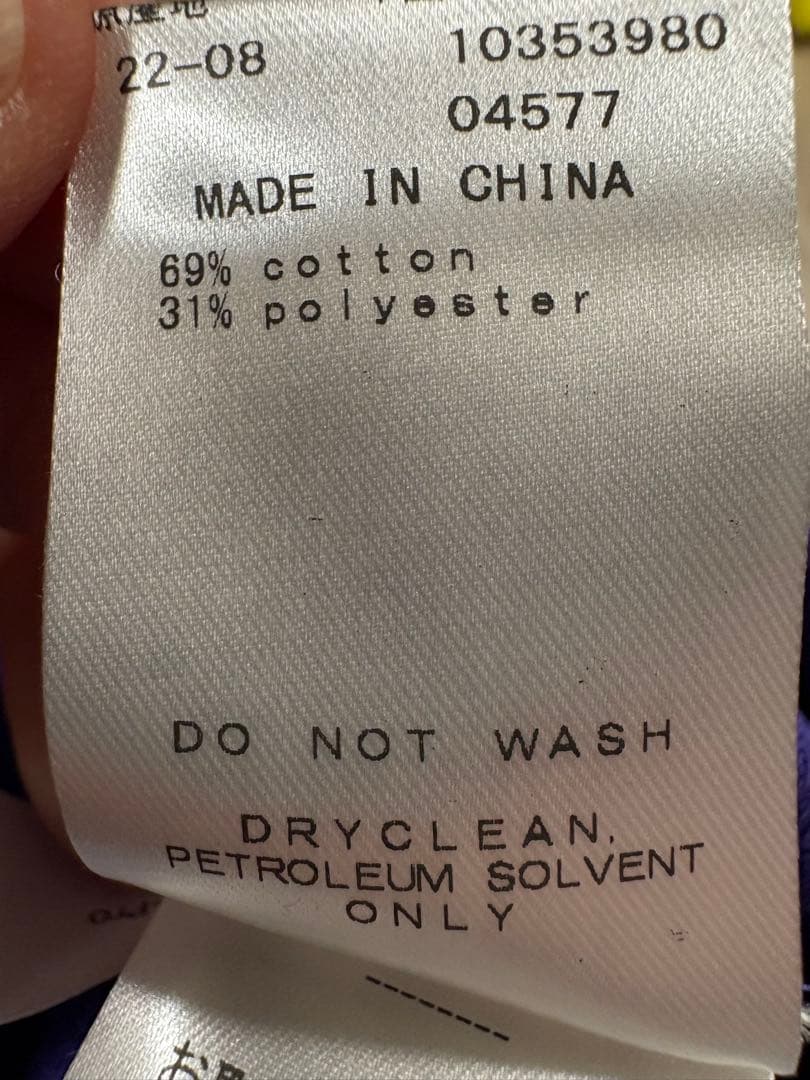 22-08 10353980
04577
MADE IN CHINA
69% cotton
31% polyester
DO NOT WASH
DRYCLEAN,
PETROLEUM SOLVENT
ONLY